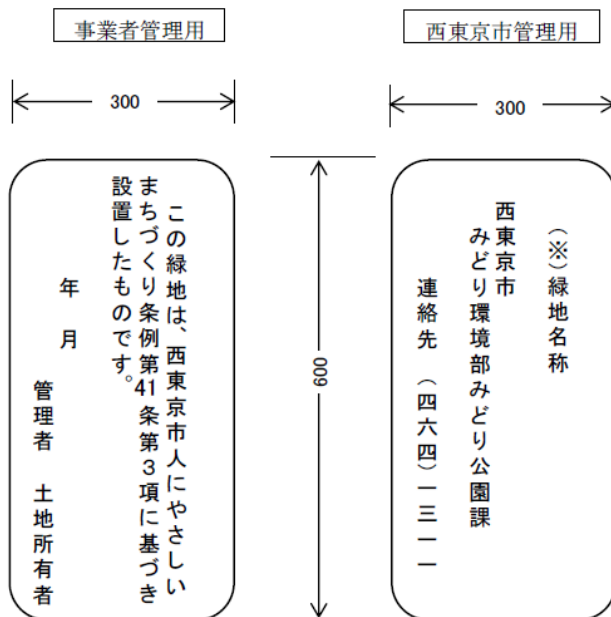 事業者管理用
西東京市管理用
300
300
この緑地は、西東京市人にやさしい
まちづくり条例第41条第3項に基づき
設置したものです。
年 月
管理者 土地所有者
600
(※)緑地名称
西東京市
みどり環境部みどり公園課
連絡先 (四六四)一三一一